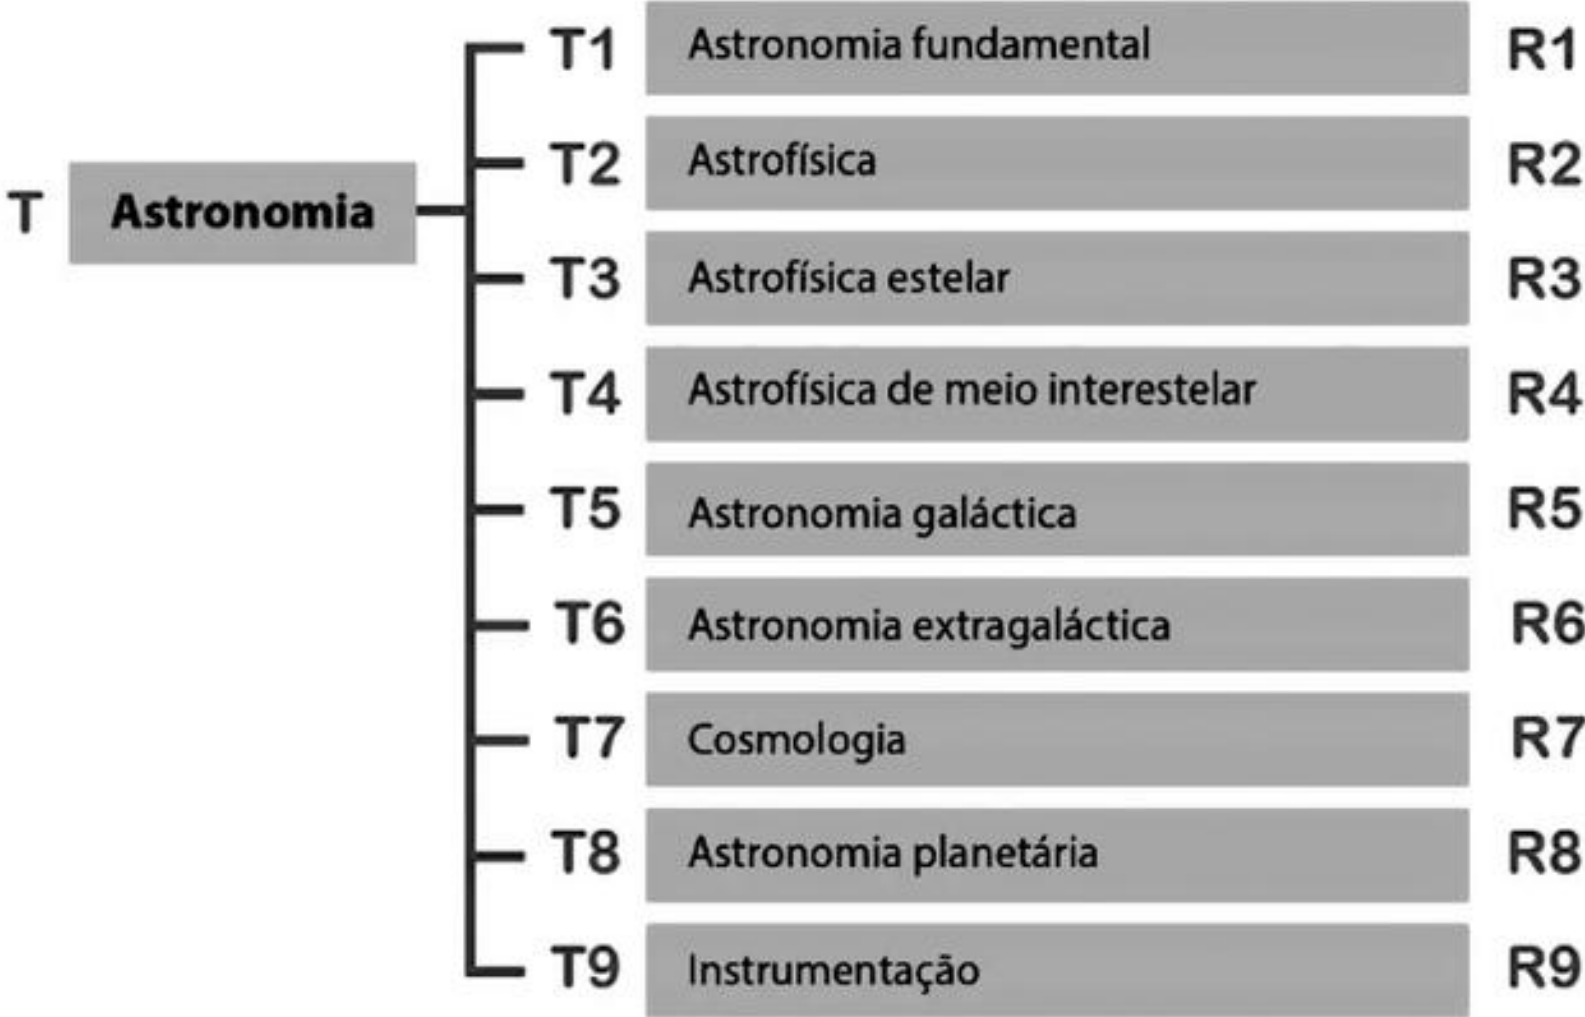 T1 Astronomia fundamental R1
T2 Astrofísica R2
T Astronomia
T3 Astrofísica estelar R3
T4 Astrofísica de meio interestelar R4
T5 Astronomia galáctica R5
T6 Astronomia extragaláctica R6
T7 Cosmologia R7
T8 Astronomia planetária R8
T9 Instrumentação R9